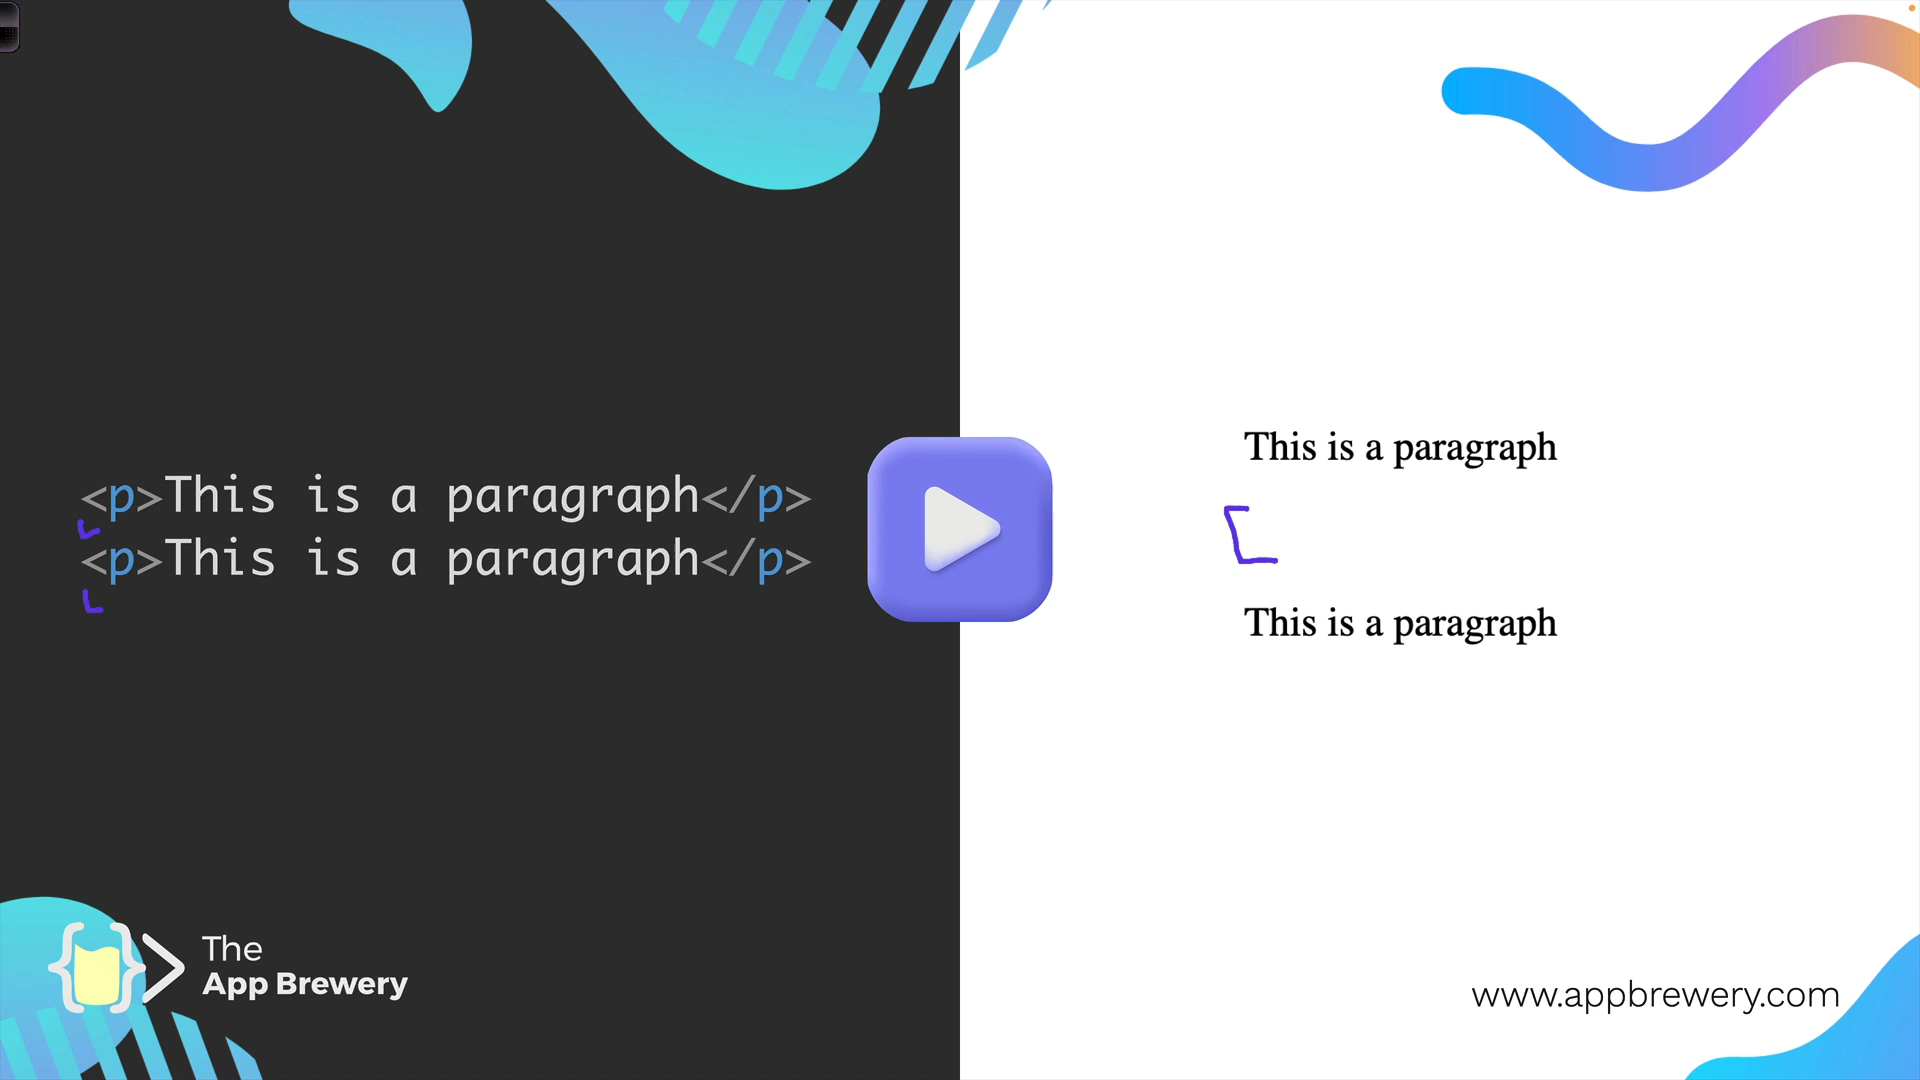 <p>This is a paragraph</p>
<p>This is a paragraph</p>
This is a paragraph
This is a paragraph
The
App Brewery
www.appbrewery.com